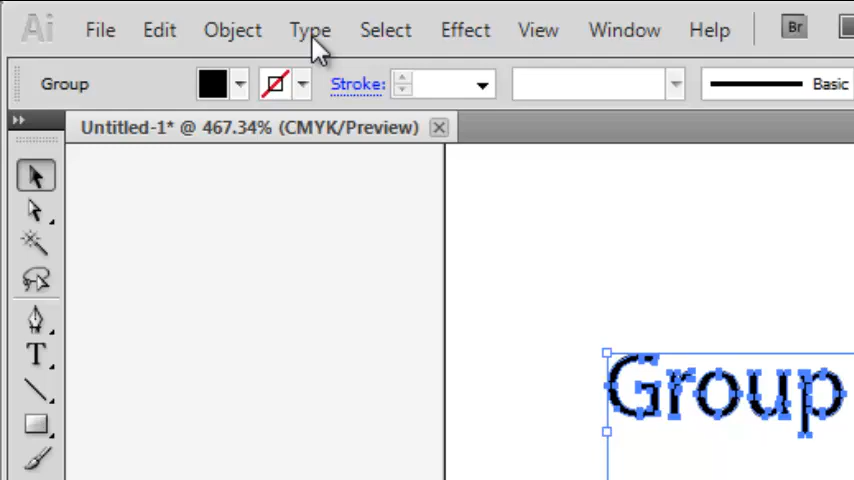 Ai File Edit Object Type Select Effect View Window Help Br
Group Stroke: Basic
Untitled-1* @ 467.34% (CMYK/Preview)
T
Group